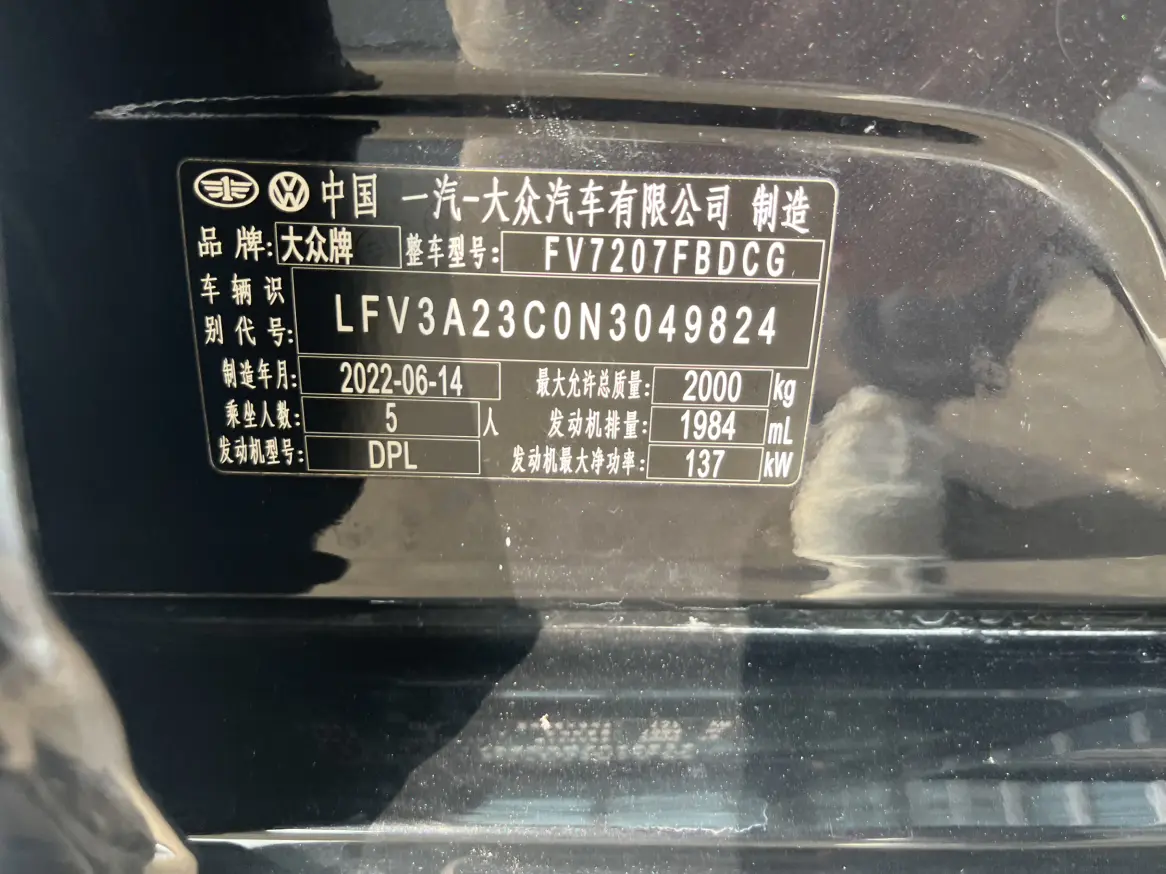 中国 一汽-大众汽车有限公司 制造
品牌: 大众牌 整车型号: FV7207FBDCG
车辆识别代号: LFV3A23C0N3049824
制造年月: 2022-06-14 最大允许总质量: 2000 kg
乘坐人数: 5 人 发动机排量: 1984 mL
发动机型号: DPL 发动机最大净功率: 137 kW